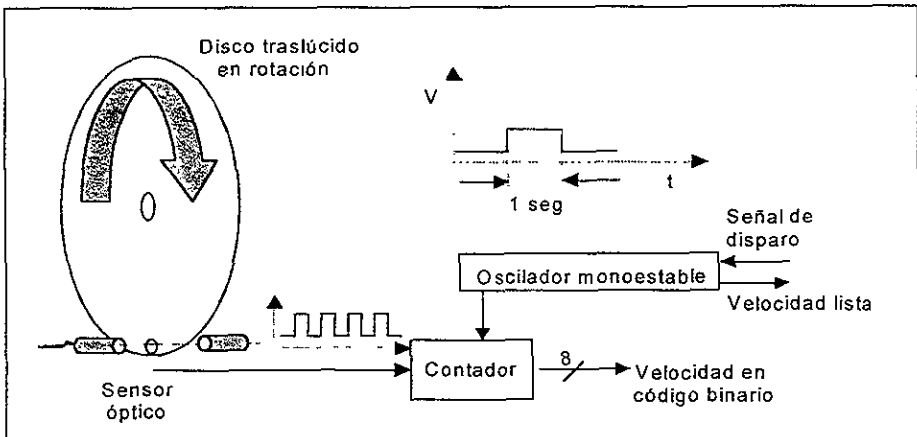 Disco traslúcido
en rotación
V
t
1 seg
Señal de
disparo
Oscilador monoestable
Velocidad lista
Contador
8
Velocidad en
código binario
Sensor
óptico